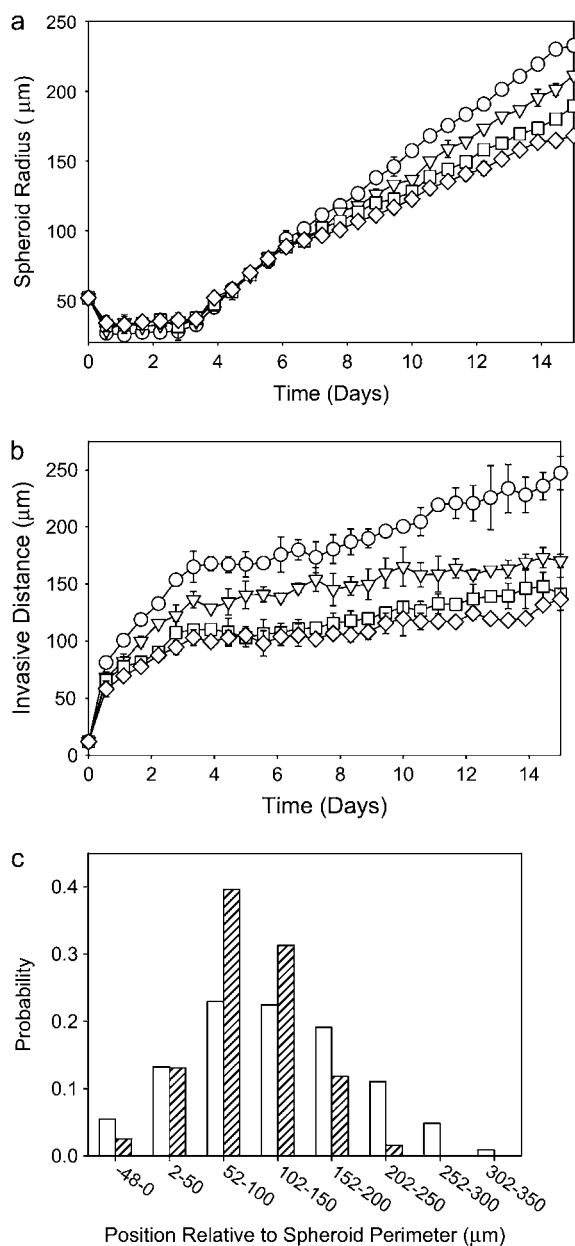 a
250
200
150
100
50
Spheroid Radius ( μm)
0 2 4 6 8 10 12 14
Time (Days)
b
250
200
150
100
50
0
Invasive Distance (μm)
0 2 4 6 8 10 12 14
Time (Days)
c
0.4
0.3
0.2
0.1
0.0
Probability
-48-0 2-50 52-100 102-150 152-200 202-250 252-300 302-350
Position Relative to Spheroid Perimeter (μm)